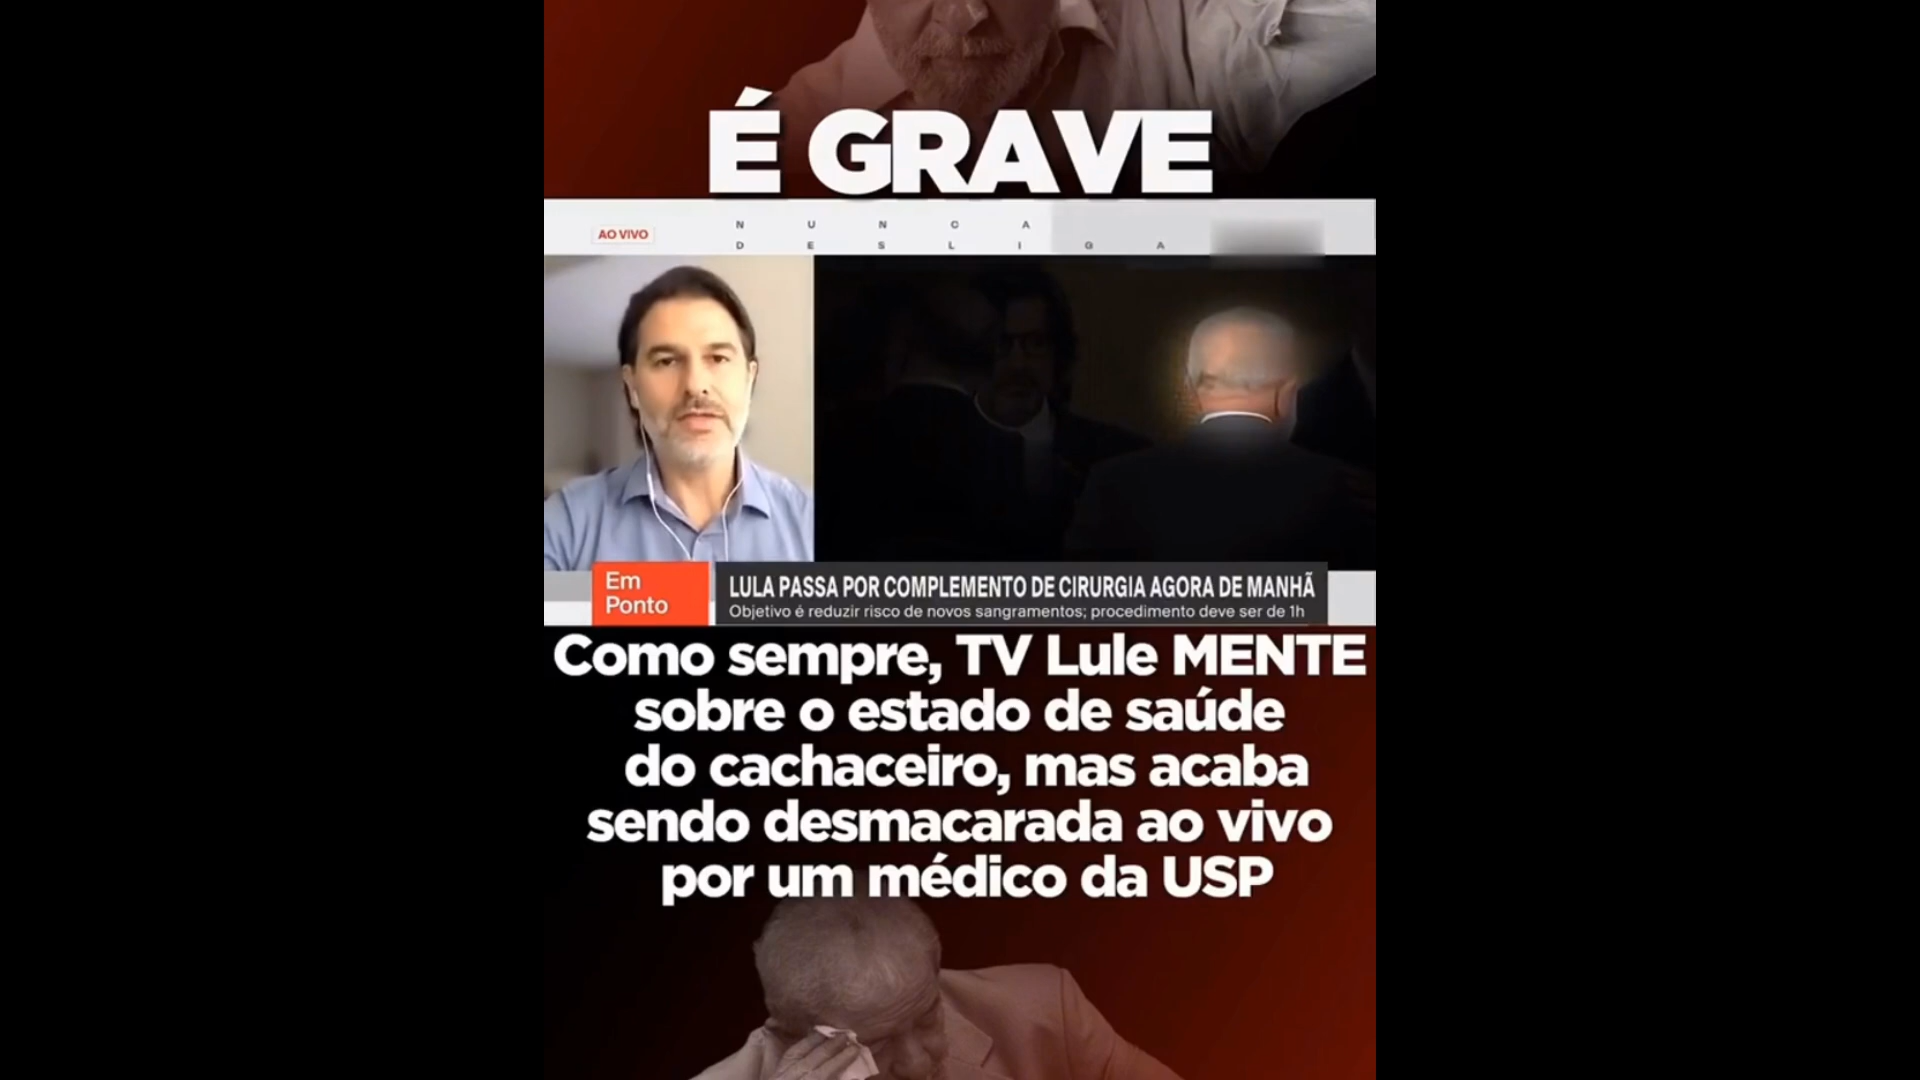 É GRAVE
AO VIVO
NUNCA
DESLIGA
Em
Ponto
LULA PASSA POR COMPLEMENTO DE CIRURGIA AGORA DE MANHÃ
Objetivo é reduzir risco de novos sangramentos; procedimento deve ser de 1h
Como sempre, TV Lule MENTE
sobre o estado de saúde
do cachaceiro, mas acaba
sendo desmacarada ao vivo
por um médico da USP